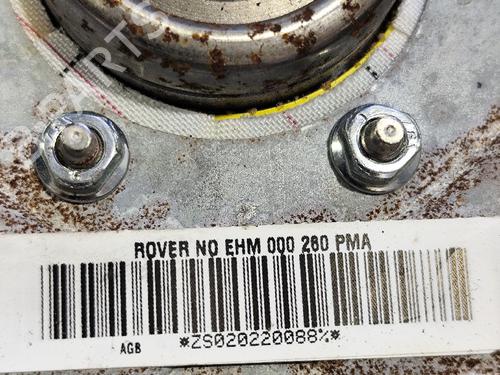 ROVER NO EHM 000 260 PMA
AGB *ZS020220088%*